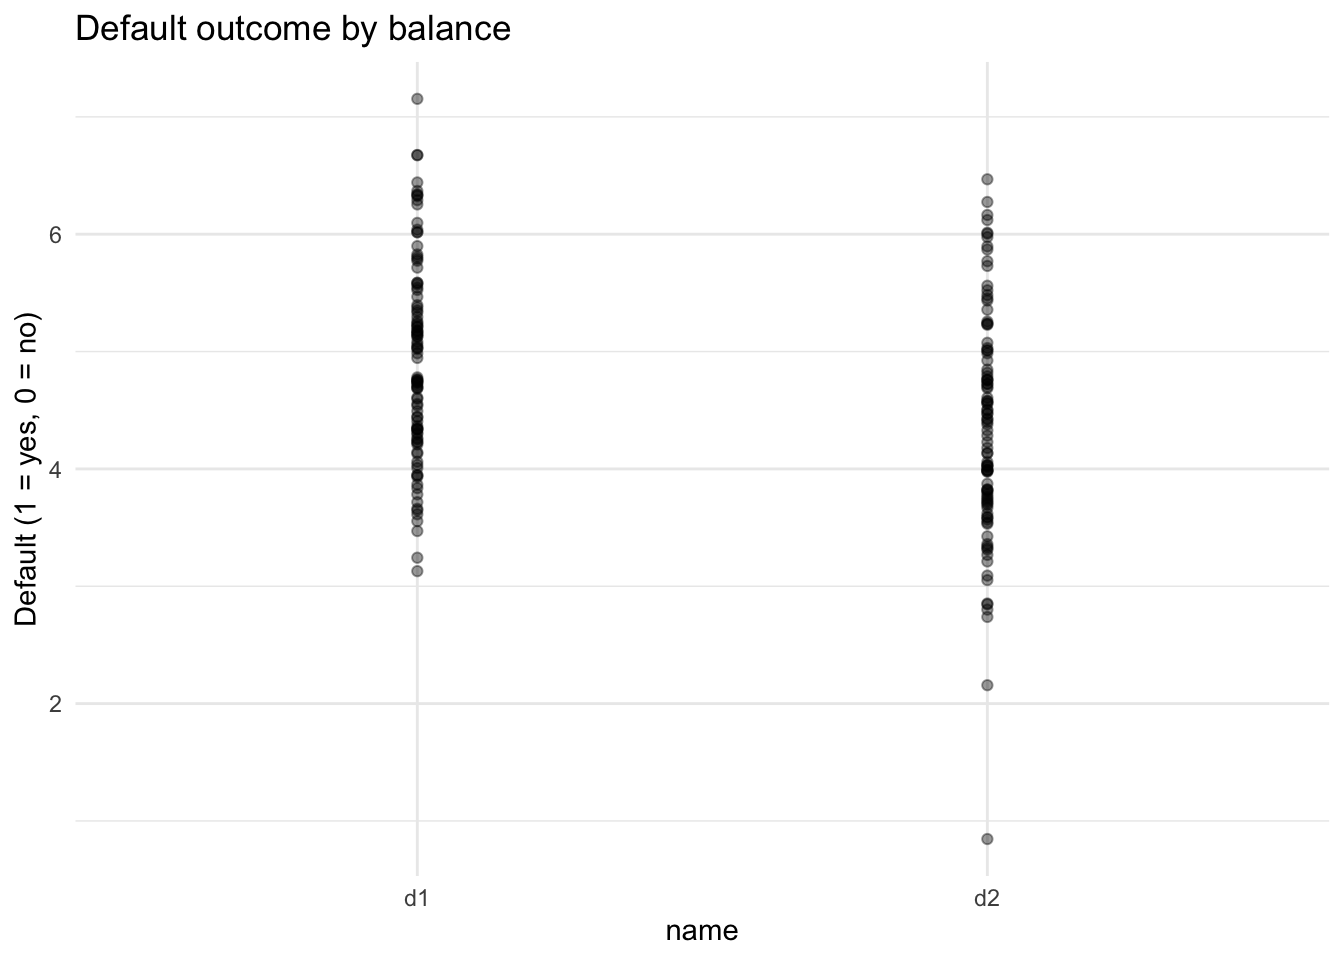 Default outcome by balance
Default (1 = yes, 0 = no)
6
4
2
d1
d2
name